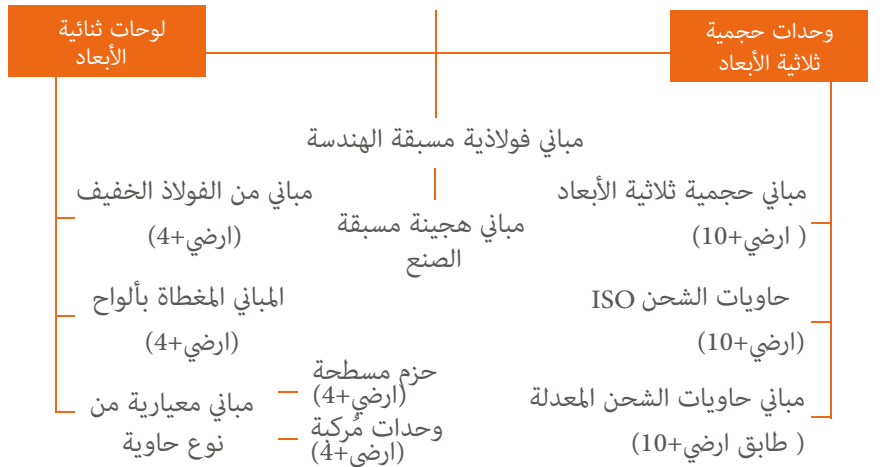 وحدات حجمية
ثلاثية الأبعاد
لوحات ثنائية
الأبعاد
مباني فولاذية مسبقة الهندسة
مباني هجينة مسبقة
الصنع
مباني حجمية ثلاثية الأبعاد
( ارضي+10)
حاويات الشحن ISO
(ارضي+10)
مباني حاويات الشحن المعدلة
( طابق ارضي+10)
مباني من الفولاذ الخفيف
(ارضي+4)
المباني المغطاة بألواح
(ارضي+4)
مباني معيارية من
نوع حاوية
حزم مسطحة
(ارضي+4)
وحدات مُركبة
(ارضي+4)